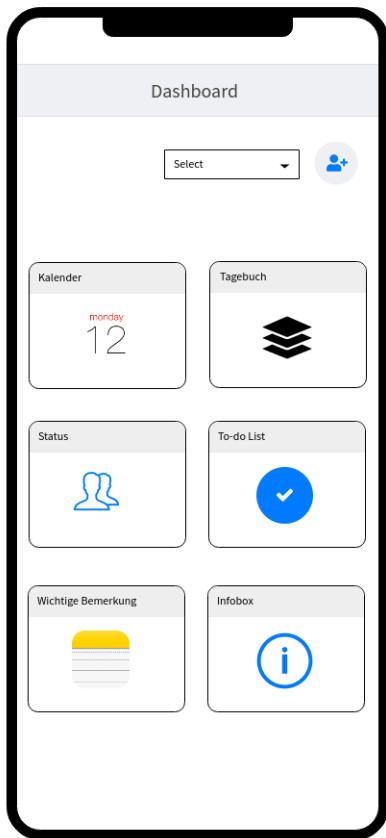 Dashboard
Select
Kalender
monday
12
Tagebuch
Status
To-do List
Wichtige Bemerkung
Infobox